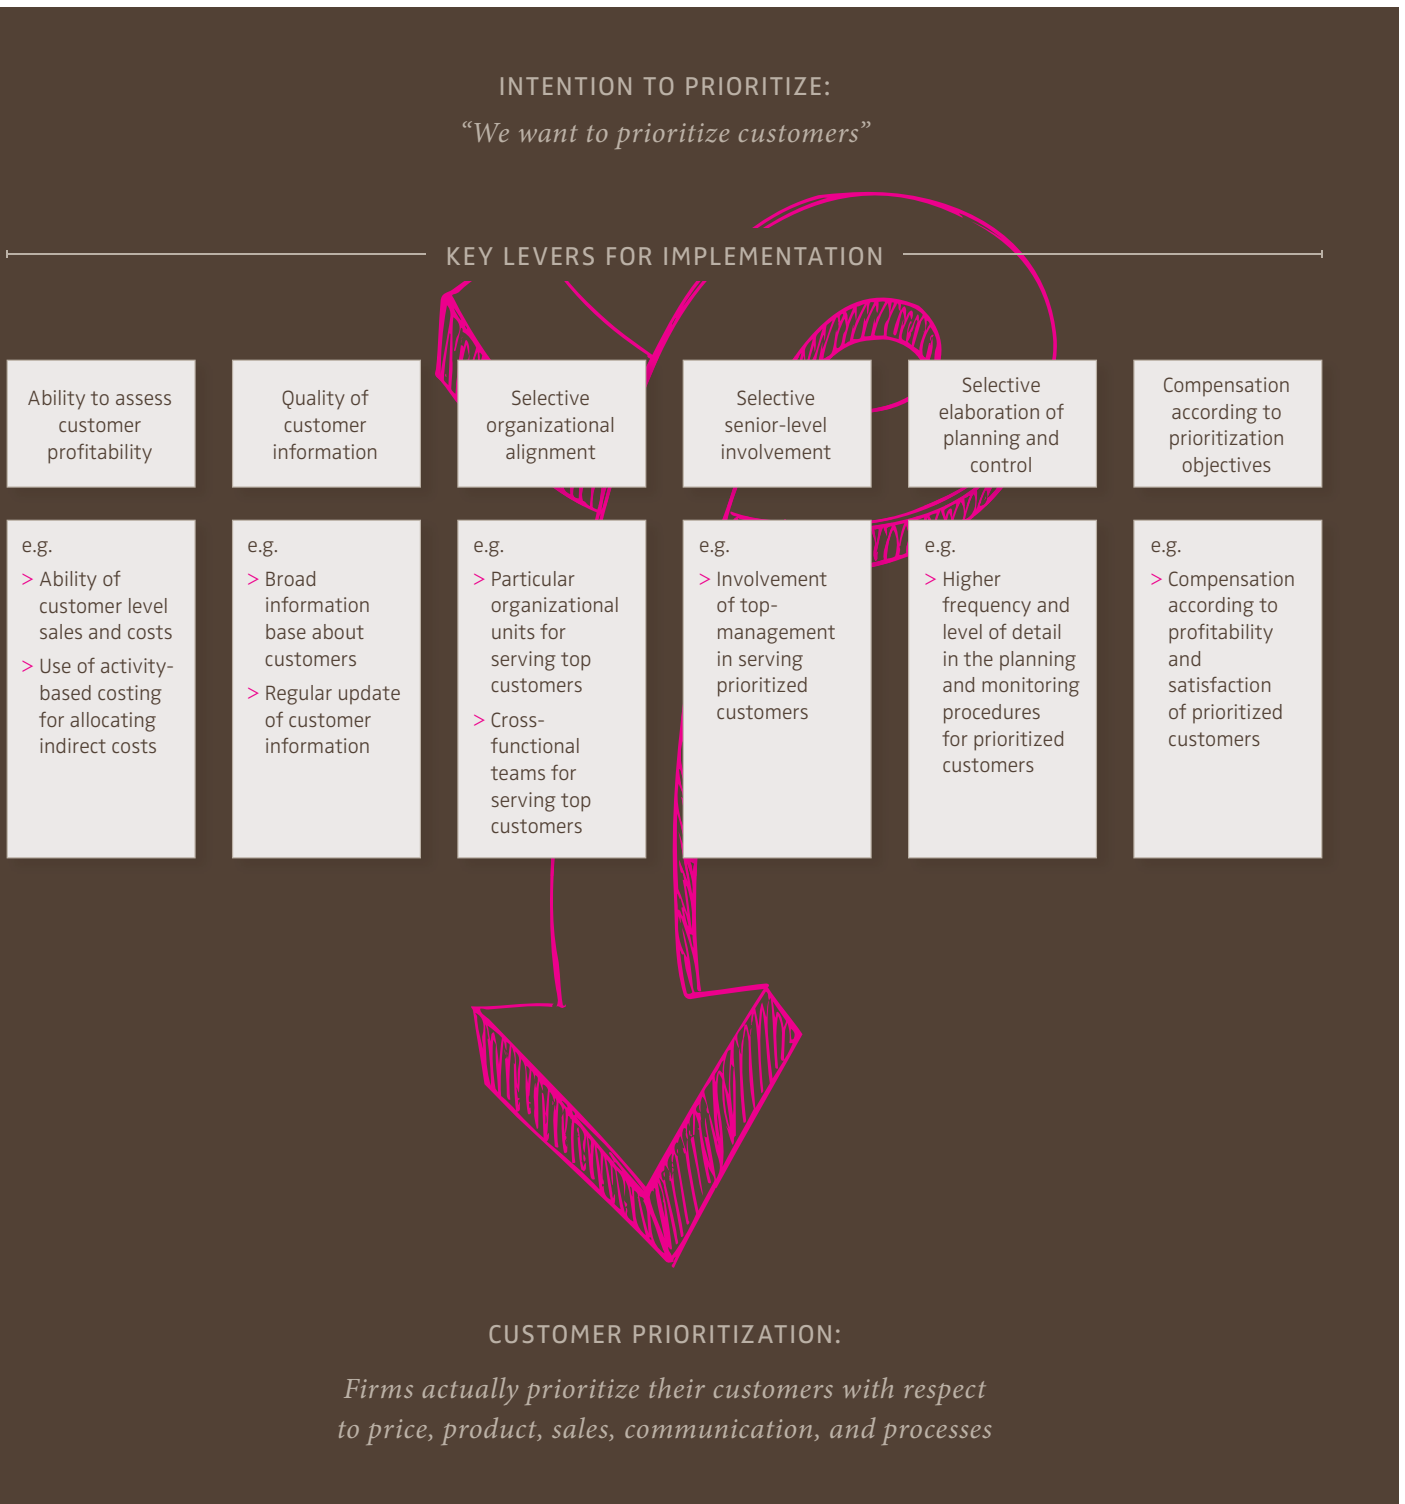 INTENTION TO PRIORITIZE:
“We want to prioritize customers”
KEY LEVERS FOR IMPLEMENTATION
Ability to assess
customer
profitability
Quality of
customer
information
Selective
organizational
alignment
Selective
senior-level
involvement
Selective
elaboration of
planning and
control
Compensation
according to
prioritization
objectives
e.g.
> Ability of
customer level
sales and costs
> Use of activity-
based costing
for allocating
indirect costs
e.g.
> Broad
information
base about
customers
> Regular update
of customer
information
e.g.
> Particular
organizational
units for
serving top
customers
> Cross-
functional
teams for
serving top
customers
e.g.
> Involvement
of top-
management
in serving
prioritized
customers
e.g.
> Higher
frequency and
level of detail
in the planning
and monitoring
procedures
for prioritized
customers
e.g.
> Compensation
according to
profitability
and
satisfaction
of prioritized
customers
CUSTOMER PRIORITIZATION:
Firms actually prioritize their customers with respect
to price, product, sales, communication, and processes